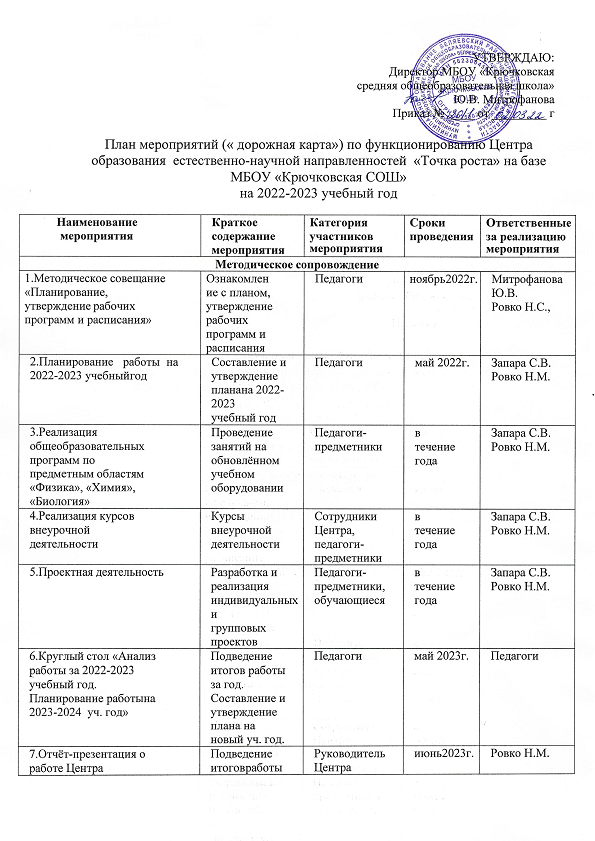 УТВЕРЖДАЮ:
Директор МБОУ «Крючковская
средняя общеобразовательная школа»
Ю.В. Митрофанова
Приказ № от 02.03.22 г
МБОУ
План мероприятий (« дорожная карта») по функционированию Центра
образования естественно-научной направленностей «Точка роста» на базе
МБОУ «Крючковская СОШ»
на 2022-2023 учебный год
Наименование
мероприятия
Краткое
содержание
мероприятия
Категория
участников
мероприятия
Сроки
проведения
Ответственные
за реализацию
мероприятия
Методическое сопровождение
1.Методическое совещание
«Планирование,
утверждение рабочих
программ и расписания»
Ознакомлен
ие с планом,
утверждение
рабочих
программ и
расписания
Педагоги
ноябрь2022г.
Митрофанова
Ю.В.
Ровко Н.С.,
2.Планирование работы на
2022-2023 учебныйгод
Составление и
утверждение
планана 2022-
2023
учебный год
Педагоги
май 2022г.
Запара С.В.
Ровко Н.М.
3.Реализация
общеобразовательных
программ по
предметным областям
«Физика», «Химия»,
«Биология»
Проведение
занятий на
обновлённом
учебном
оборудовании
Педагоги-
предметники
в
течение
года
Запара С.В.
Ровко Н.М.
4.Реализация курсов
внеурочной
деятельности
Курсы
внеурочной
деятельности
Сотрудники
Центра,
педагоги-
предметники
в
течение
года
Запара С.В.
Ровко Н.М.
5.Проектная деятельность
Разработка и
реализация
индивидуальных
и
групповых
проектов
Педагоги-
предметники,
обучающиеся
в
течение
года
Запара С.В.
Ровко Н.М.
6.Круглый стол «Анализ
работы за 2022-2023
учебный год.
Планирование работына
2023-2024 уч. год»
Подведение
итогов работы
за год.
Составление и
утверждение
плана на
новый уч. год.
Педагоги
май 2023г.
Педагоги
7.Отчёт-презентация о
работе Центра
Подведение
итоговработы
Руководитель
Центра
июнь2023г.
Ровко Н.М.